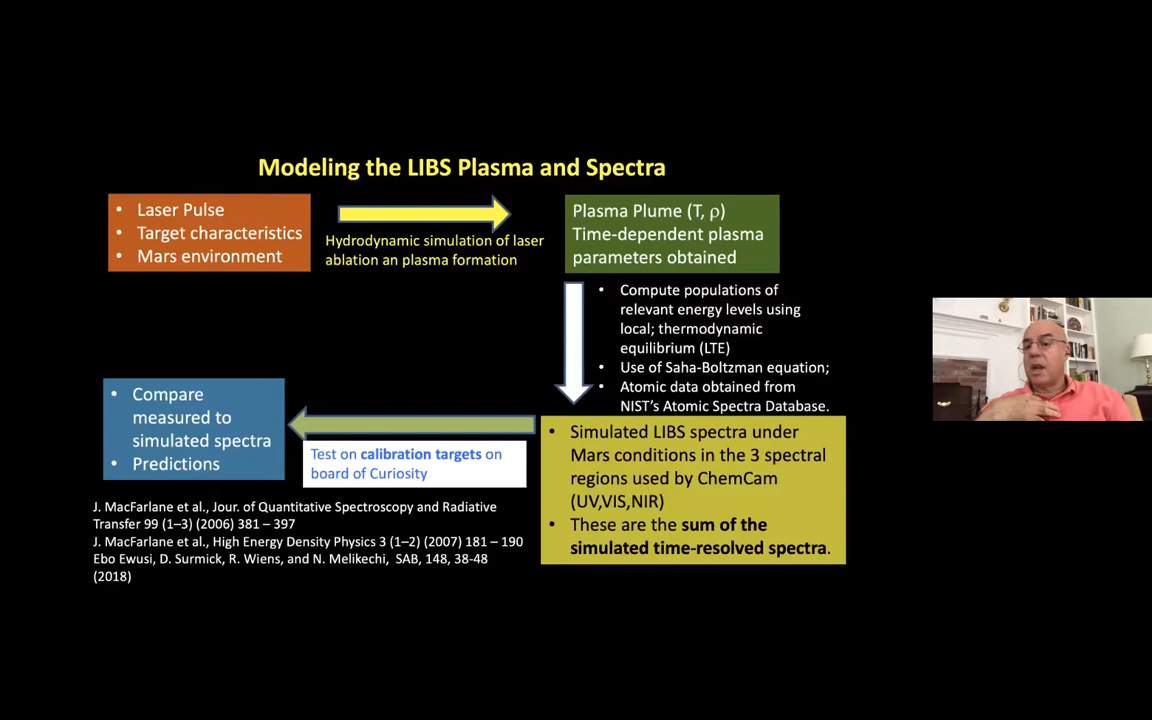 Modeling the LIBS Plasma and Spectra
• Laser Pulse
• Target characteristics
• Mars environment
Hydrodynamic simulation of laser
ablation an plasma formation
Plasma Plume (T, ρ)
Time-dependent plasma
parameters obtained
• Compute populations of
relevant energy levels using
local; thermodynamic
equilibrium (LTE)
• Use of Saha-Boltzman equation;
• Atomic data obtained from
NIST's Atomic Spectra Database.
• Simulated LIBS spectra under
Mars conditions in the 3 spectral
regions used by ChemCam
(UV,VIS,NIR)
• These are the sum of the
simulated time-resolved spectra.
Test on calibration targets on
board of Curiosity
• Compare
measured to
simulated spectra
• Predictions
J. MacFarlane et al., Jour. of Quantitative Spectroscopy and Radiative
Transfer 99 (1–3) (2006) 381 – 397
J. MacFarlane et al., High Energy Density Physics 3 (1–2) (2007) 181 – 190
Ebo Ewusi, D. Surmick, R. Wiens, and N. Melikechi, SAB, 148, 38-48
(2018)